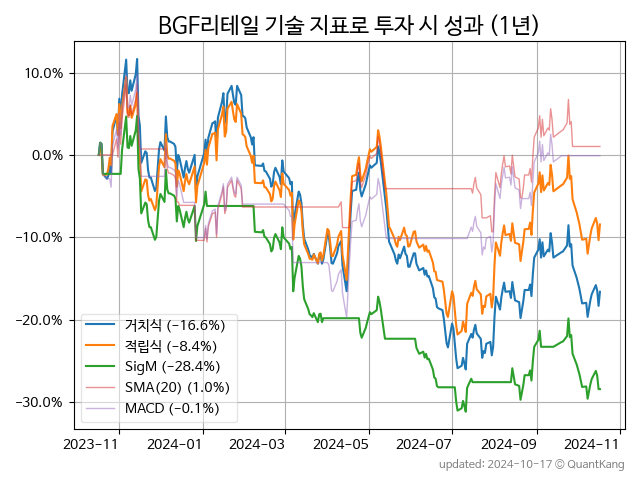 BGF리테일 기술 지표로 투자 시 성과 (1년)
10.0%
0.0%
−10.0%
−20.0%
−30.0%
거치식 (−16.6%)
적립식 (−8.4%)
SigM (−28.4%)
SMA(20) (1.0%)
MACD (−0.1%)
2023-11 2024-01 2024-03 2024-05 2024-07 2024-09 2024-11
updated: 2024-10-17 © QuantKang